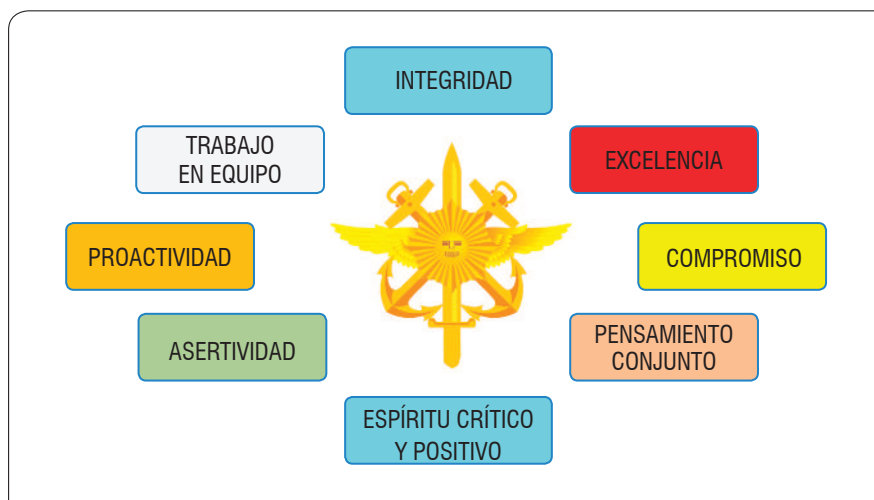 INTEGRIDAD
TRABAJO
EN EQUIPO
EXCELENCIA
PROACTIVIDAD
COMPROMISO
ASERTIVIDAD
PENSAMIENTO
CONJUNTO
ESPÍRITU CRÍTICO
Y POSITIVO